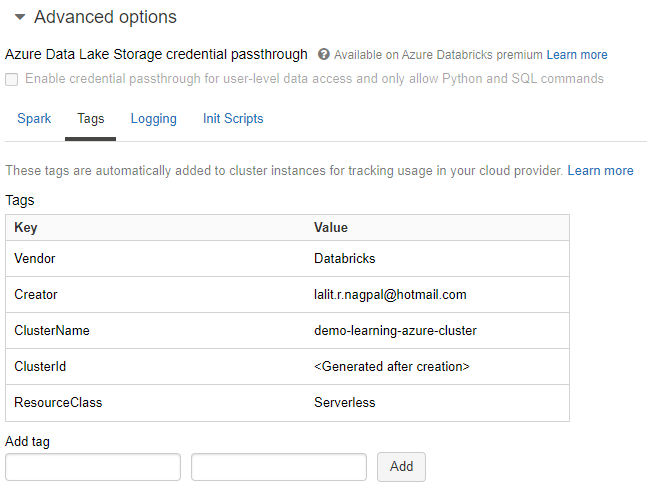 Advanced options
Azure Data Lake Storage credential passthrough ? Available on Azure Databricks premium Learn more
Enable credential passthrough for user-level data access and only allow Python and SQL commands
Spark Tags Logging Init Scripts
These tags are automatically added to cluster instances for tracking usage in your cloud provider. Learn more
Tags
Key Value
Vendor Databricks
Creator lalit.r.nagpal@hotmail.com
ClusterName demo-learning-azure-cluster
ClusterId <Generated after creation>
ResourceClass Serverless
Add tag
Add